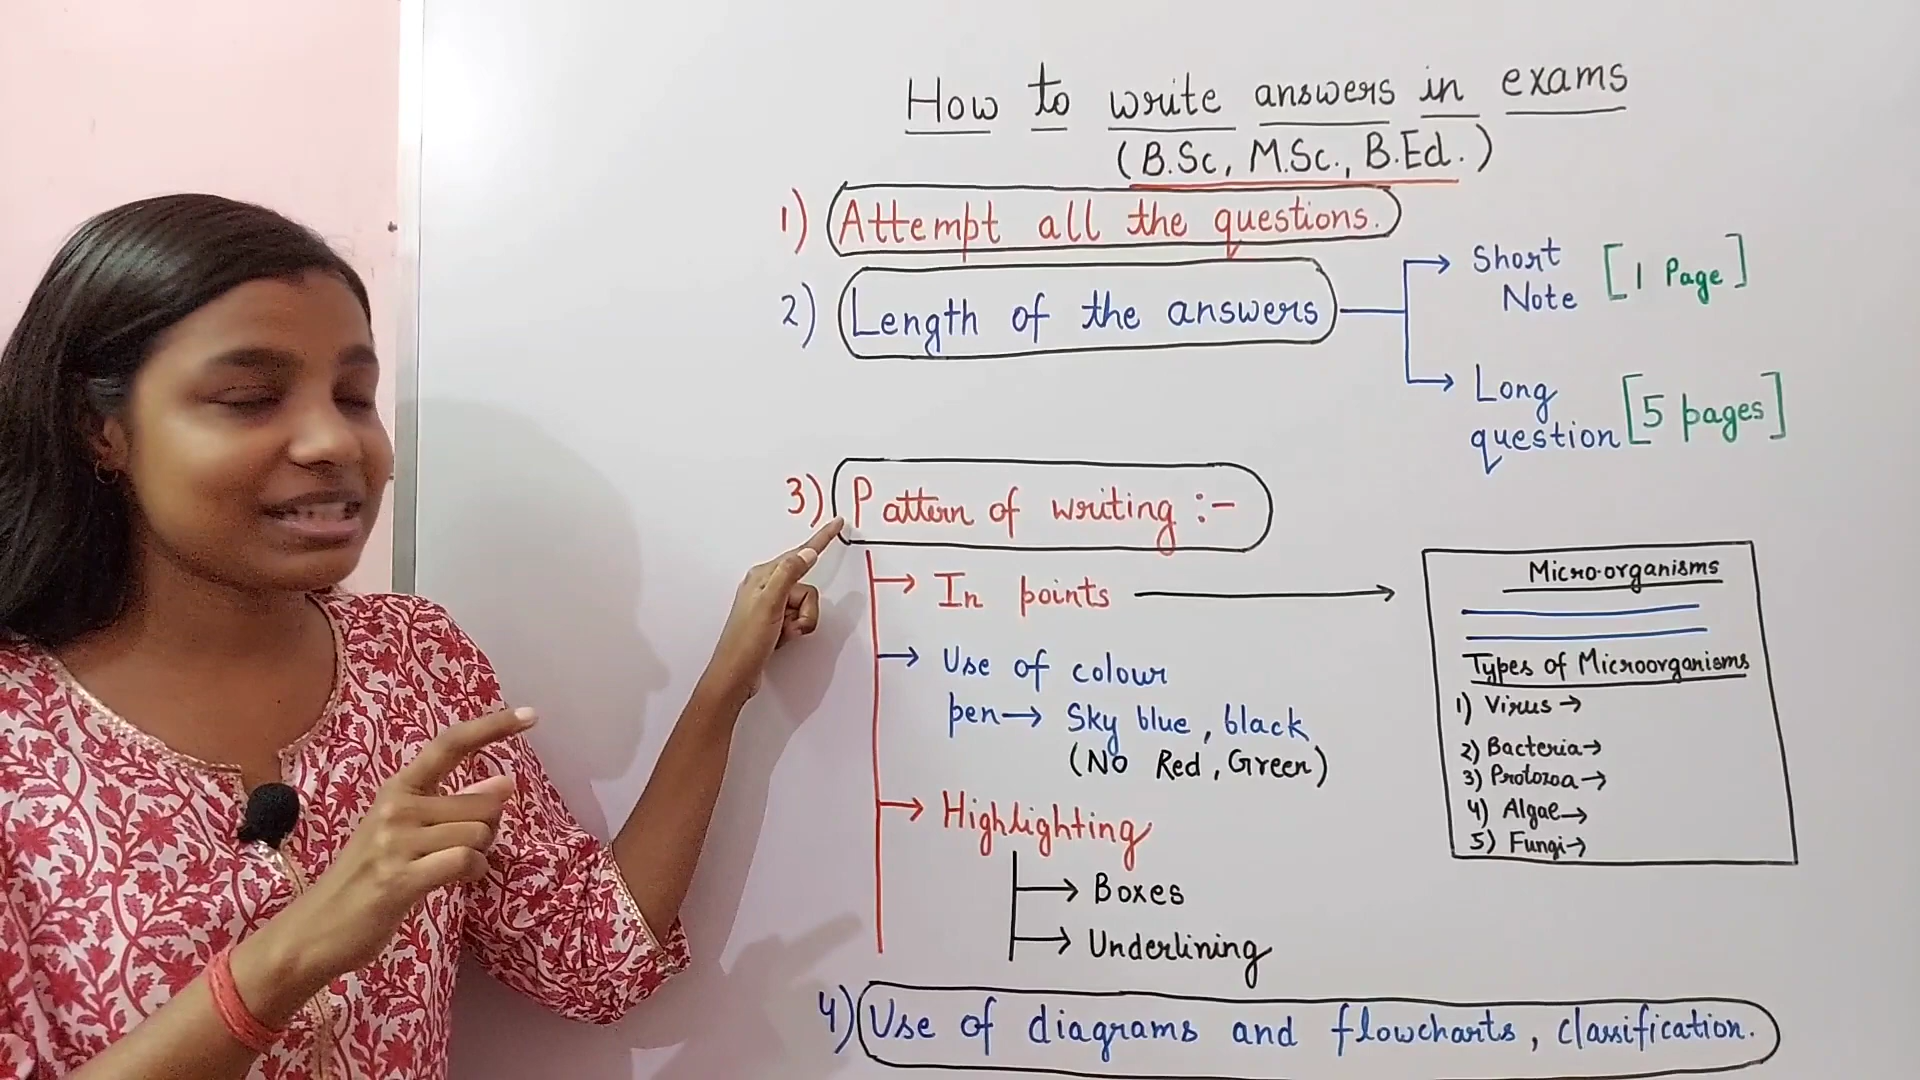 How to write answers in exams
(B.Sc, M.Sc., B.Ed.)
1) Attempt all the questions.
2) Length of the answers
Short
Note [1 Page]
Long
question [5 pages]
3) Pattern of writing :-
→ In points →
→ Use of colour
pen → Sky blue, black
(No Red, Green)
→ Highlighting
→ Boxes
→ Underlining
Micro-organisms
Types of Microorganisms
1) Virus →
2) Bacteria →
3) Protozoa →
4) Algae →
5) Fungi →
4) Use of diagrams and flowcharts, classification.